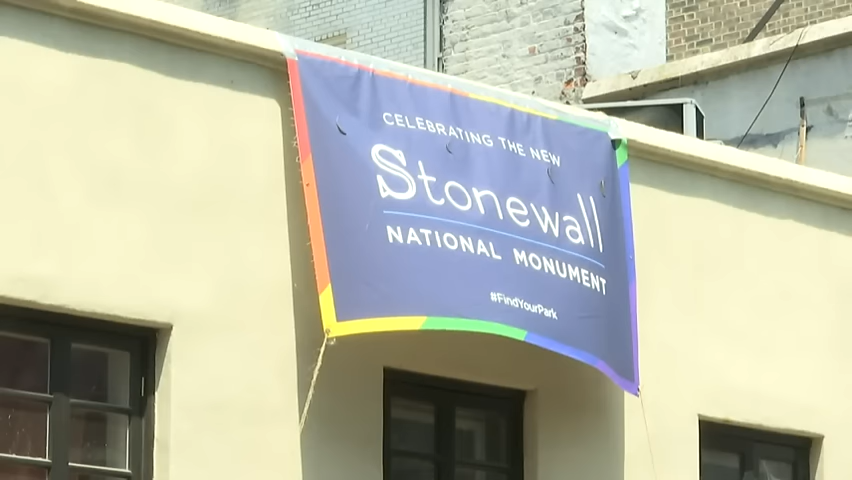 CELEBRATING THE NEW
Stonewall
NATIONAL MONUMENT
#FindYourPark